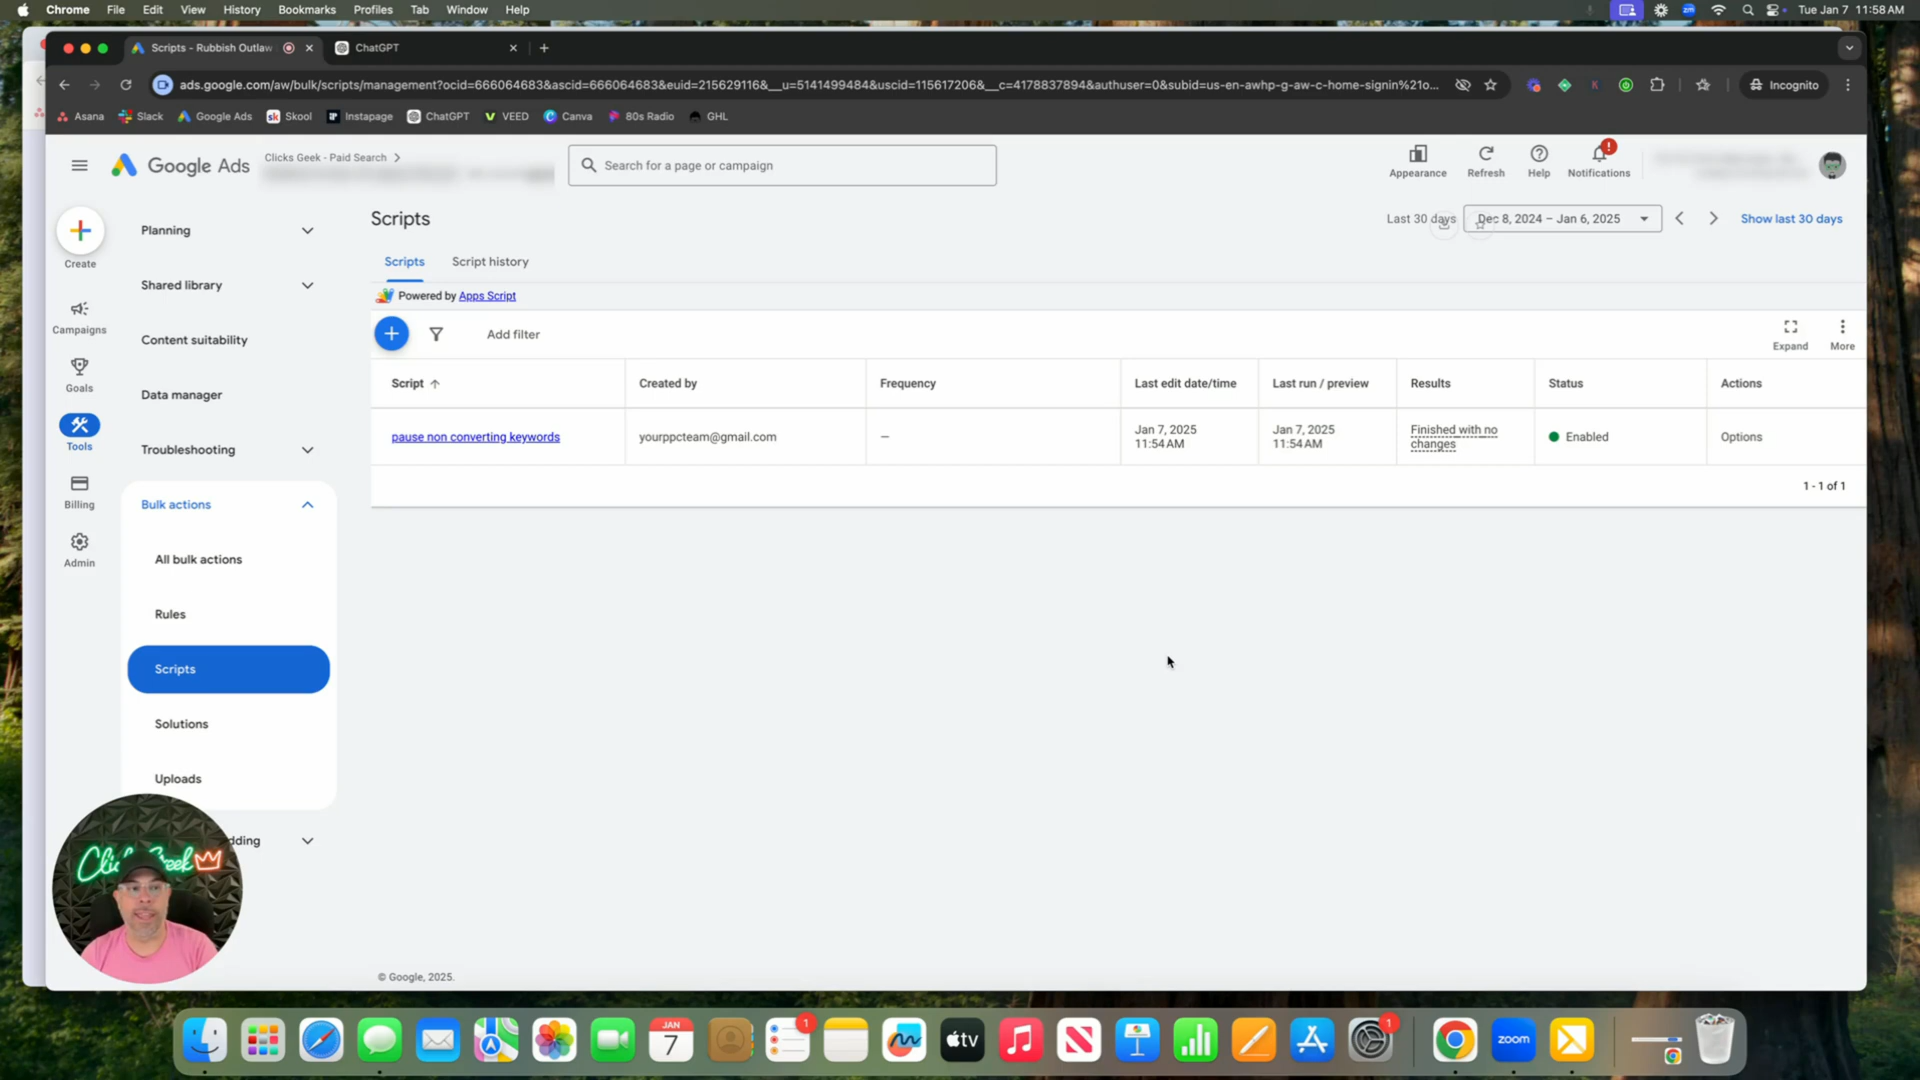 Chrome File Edit View History Bookmarks Profiles Tab Window Help
zm
Tue Jan 7 11:58 AM
Scripts - Rubbish Outlaw
ChatGPT
ads.google.com/aw/bulk/scripts/management?ocid=666064683&ascid=666064683&euid=215629116&__u=5141499484&uscid=115617206&__c=4178837894&authuser=0&subid=us-en-awhp-g-aw-c-home-signin%21o...
Incognito
Asana Slack Google Ads sk Skool Instapage ChatGPT VEED Canva 80s Radio GHL
Google Ads
Clicks Geek - Paid Search
Search for a page or campaign
Appearance
Refresh
Help
Notifications
Create
Campaigns
Goals
Tools
Billing
Admin
Planning
Shared library
Content suitability
Data manager
Troubleshooting
Bulk actions
All bulk actions
Rules
Scripts
Solutions
Uploads
dding
Scripts
Last 30 days
Dec 8, 2024 – Jan 6, 2025
Show last 30 days
Scripts Script history
Powered by Apps Script
Add filter
Expand
More
Script Created by Frequency Last edit date/time Last run / preview Results Status Actions
pause non converting keywords yourppcteam@gmail.com — Jan 7, 2025 11:54 AM Jan 7, 2025 11:54 AM Finished with no changes Enabled Options
1 - 1 of 1
© Google, 2025.
JAN
7
1
tv
1
zoom